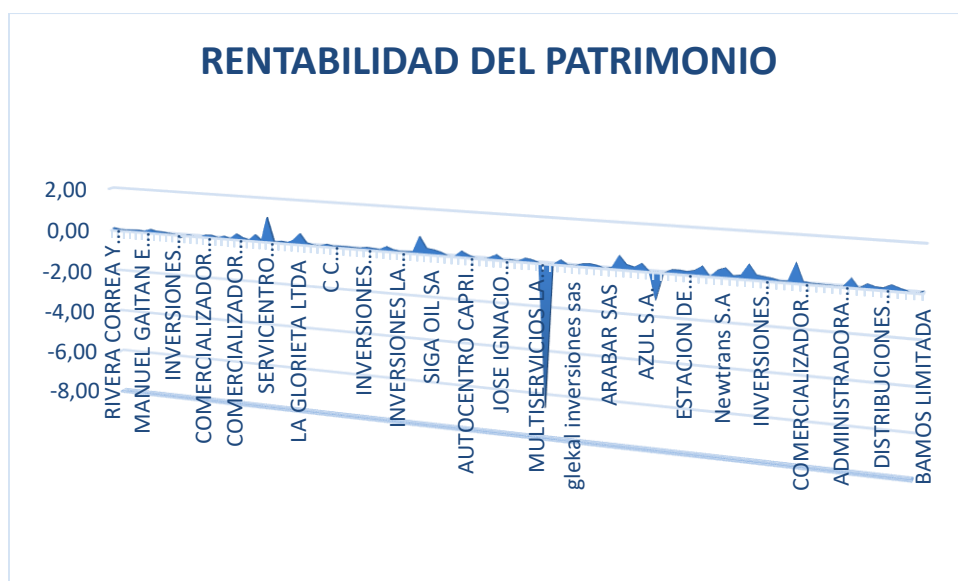 RENTABILIDAD DEL PATRIMONIO
2,00
0,00
-2,00
-4,00
-6,00
-8,00
RIVERA CORREA Y…
MANUEL GAITAN E…
INVERSIONES…
COMERCIALIZADOR…
COMERCIALIZADOR…
SERVICENTRO…
LA GLORIETA LTDA
C C…
INVERSIONES…
INVERSIONES LA…
SIGA OIL SA
AUTOCENTRO CAPRI…
JOSE IGNACIO…
MULTISERVICIOS LA…
glekal inversiones sas
ARABAR SAS
AZUL S.A…
ESTACION DE…
Newtrans S.A
INVERSIONES…
COMERCIALIZADOR…
ADMINISTRADORA…
DISTRIBUCIONES…
BAMOS LIMITADA